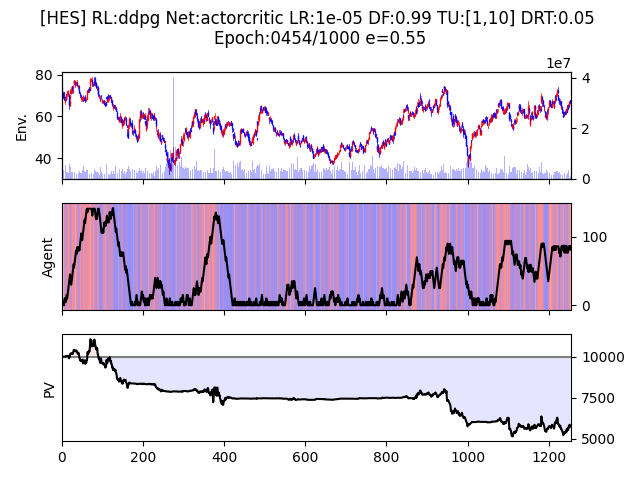 [HES] RL:ddpg Net:actorcritic LR:1e-05 DF:0.99 TU:[1,10] DRT:0.05
Epoch:0454/1000 e=0.55
1e7
80
60
40
Env.
4
2
0
Agent
100
0
PV
10000
7500
5000
0 200 400 600 800 1000 1200